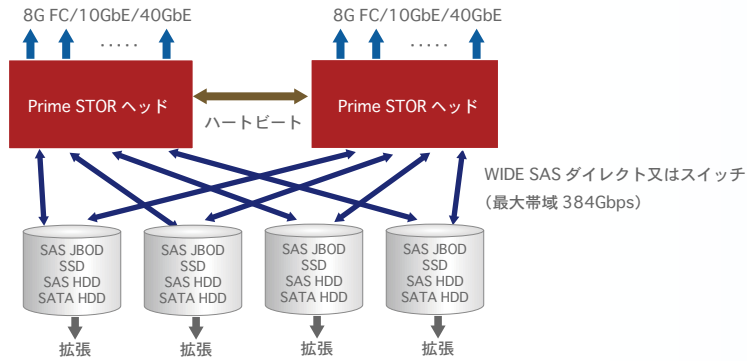 8G FC/10GbE/40GbE
8G FC/10GbE/40GbE
.....
.....
Prime STOR ヘッド
Prime STOR ヘッド
ハートビート
WIDE SAS ダイレクト又はスイッチ
(最大帯域 384Gbps)
SAS JBOD
SSD
SAS HDD
SATA HDD
SAS JBOD
SSD
SAS HDD
SATA HDD
SAS JBOD
SSD
SAS HDD
SATA HDD
SAS JBOD
SSD
SAS HDD
SATA HDD
拡張
拡張
拡張
拡張